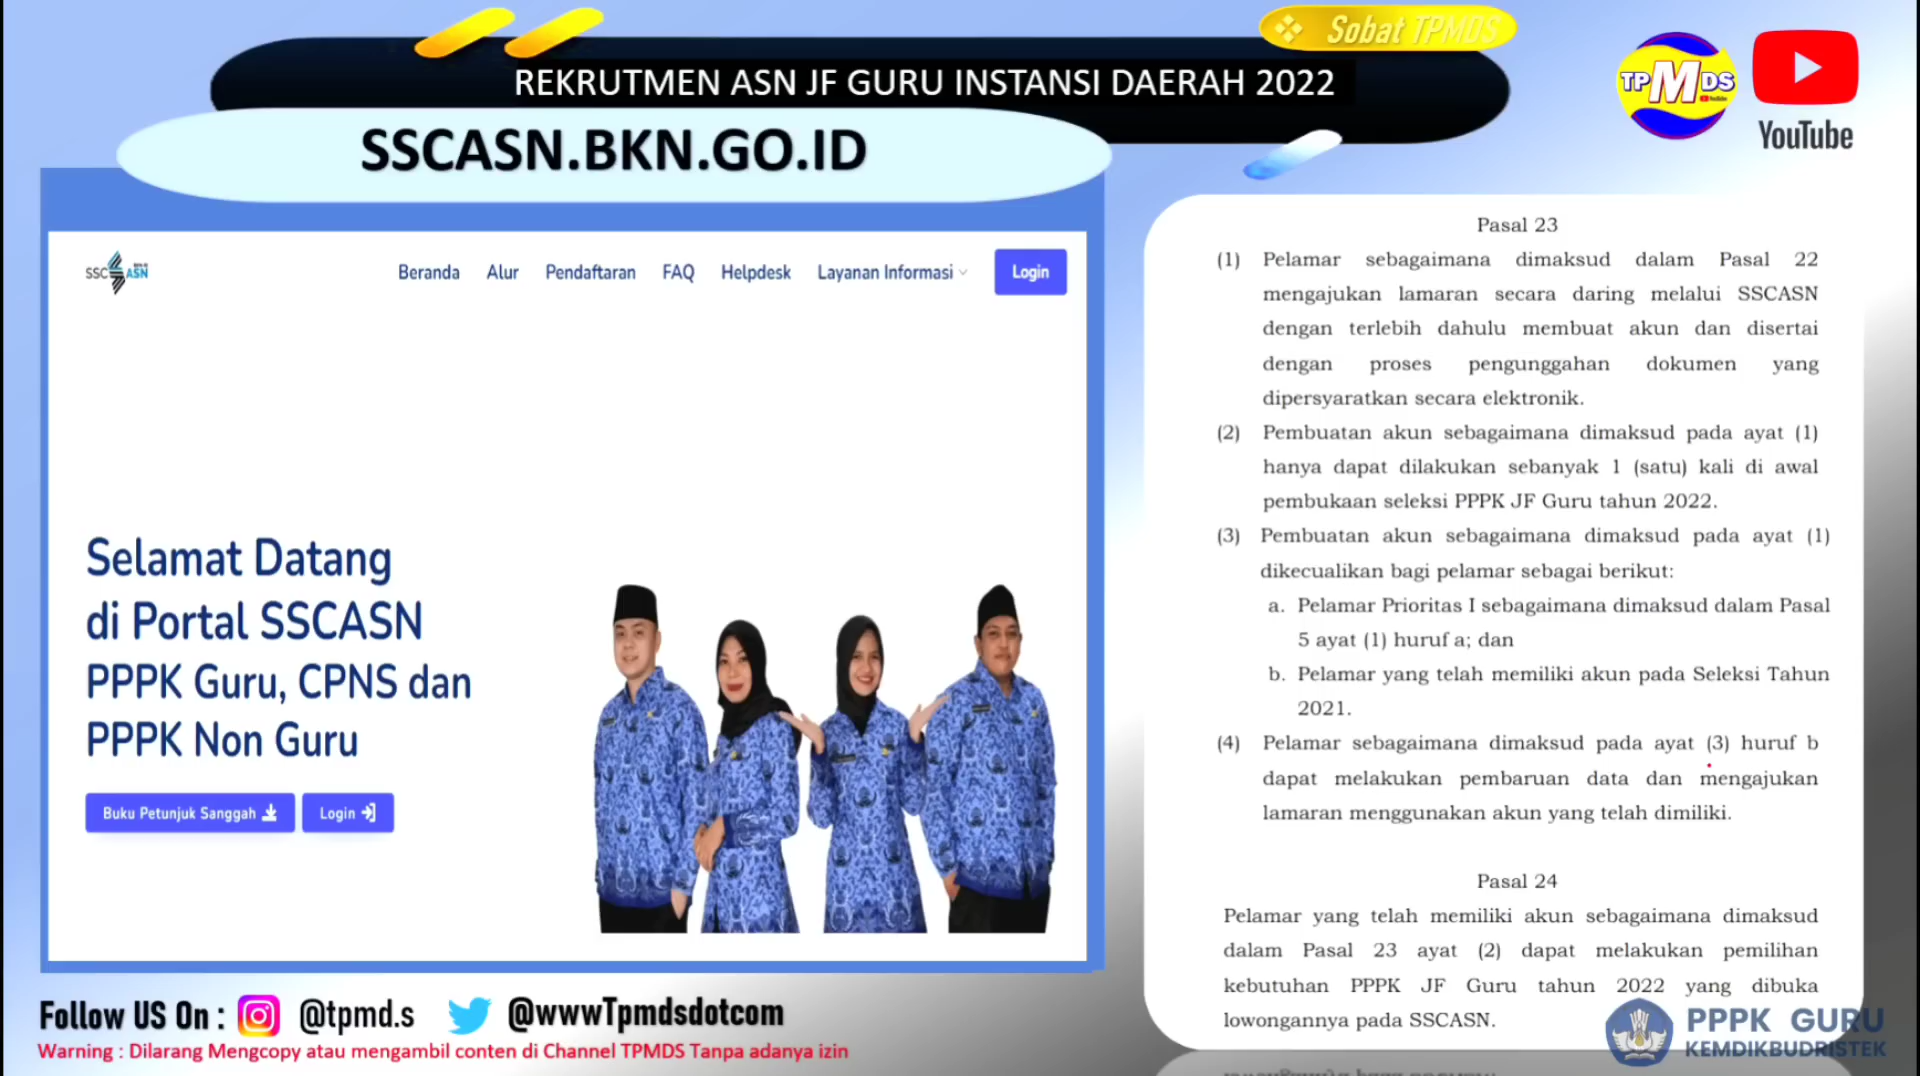 Sobat TPMDS
REKRUTMEN ASN JF GURU INSTANSI DAERAH 2022
SSCASN.BKN.GO.ID
TPMDS
YouTube
SSC ASN
Beranda Alur Pendaftaran FAQ Helpdesk Layanan Informasi Login
Selamat Datang
di Portal SSCASN
PPPK Guru, CPNS dan
PPPK Non Guru
Buku Petunjuk Sanggah Login
Pasal 23
(1) Pelamar sebagaimana dimaksud dalam Pasal 22
mengajukan lamaran secara daring melalui SSCASN
dengan terlebih dahulu membuat akun dan disertai
dengan proses pengunggahan dokumen yang
dipersyaratkan secara elektronik.
(2) Pembuatan akun sebagaimana dimaksud pada ayat (1)
hanya dapat dilakukan sebanyak 1 (satu) kali di awal
pembukaan seleksi PPPK JF Guru tahun 2022.
(3) Pembuatan akun sebagaimana dimaksud pada ayat (1)
dikecualikan bagi pelamar sebagai berikut:
a. Pelamar Prioritas I sebagaimana dimaksud dalam Pasal
5 ayat (1) huruf a; dan
b. Pelamar yang telah memiliki akun pada Seleksi Tahun
2021.
(4) Pelamar sebagaimana dimaksud pada ayat (3) huruf b
dapat melakukan pembaruan data dan mengajukan
lamaran menggunakan akun yang telah dimiliki.
Pasal 24
Pelamar yang telah memiliki akun sebagaimana dimaksud
dalam Pasal 23 ayat (2) dapat melakukan pemilihan
kebutuhan PPPK JF Guru tahun 2022 yang dibuka
lowongannya pada SSCASN.
PPPK GURU
KEMDIKBUDRISTEK
Follow US On : @tpmd.s @wwwTpmdsdotcom
Warning : Dilarang Mengcopy atau mengambil conten di Channel TPMDS Tanpa adanya izin